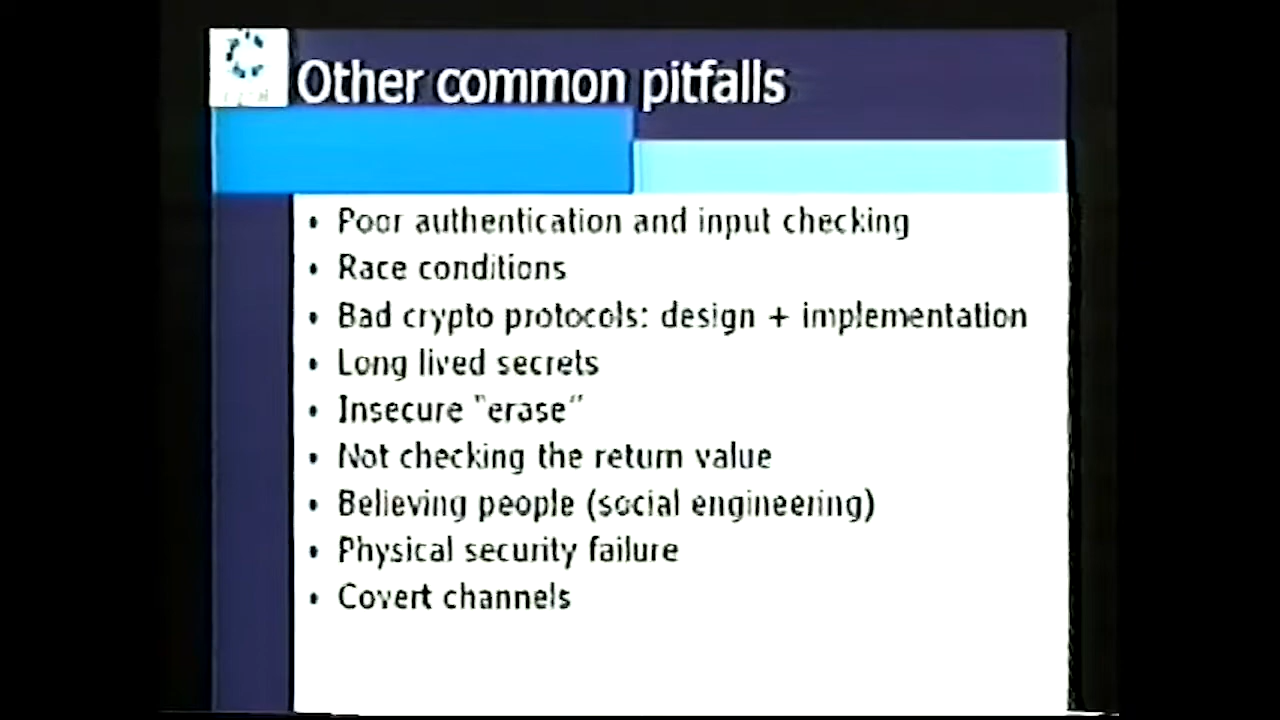 Other common pitfalls
• Poor authentication and input checking
• Race conditions
• Bad crypto protocols: design + implementation
• Long lived secrets
• Insecure "erase"
• Not checking the return value
• Believing people (social engineering)
• Physical security failure
• Covert channels